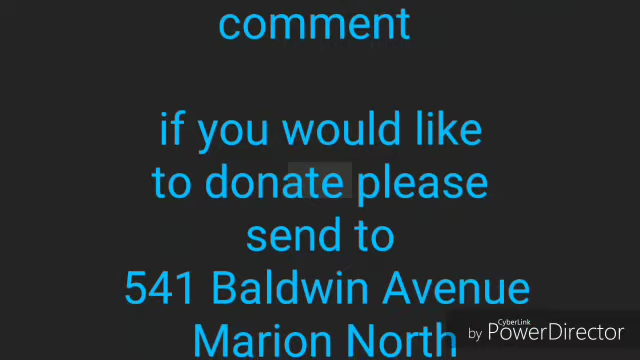 comment
if you would like
to donate please
send to
541 Baldwin Avenue
Marion North
CyberLink
by PowerDirector